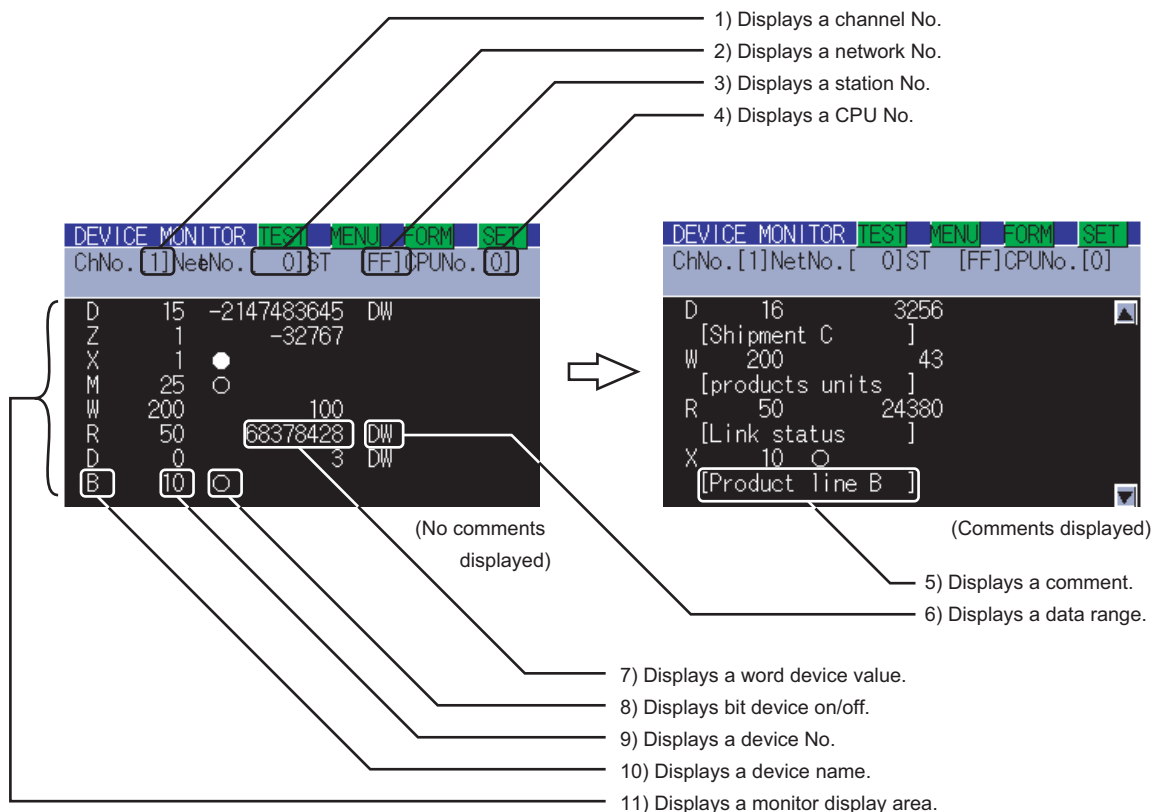 1) Displays a channel No.
2) Displays a network No.
3) Displays a station No.
4) Displays a CPU No.
DEVICE MONITOR TEST MENU FORM SET
ChNo.[1]NetNo.[ 0]ST [FF]CPUNo.[0]
D 15 -2147483645 DW
Z 1 -32767
X 1 ●
M 25 ○
W 200 100
R 50 68378428 DW
D 0 3 DW
B 10 ○
(No comments
displayed)
DEVICE MONITOR TEST MENU FORM SET
ChNo.[1]NetNo.[ 0]ST [FF]CPUNo.[0]
D 16 3256
[Shipment C ]
W 200 43
[products units ]
R 50 24380
[Link status ]
X 10 ○
[Product line B ]
(Comments displayed)
5) Displays a comment.
6) Displays a data range.
7) Displays a word device value.
8) Displays bit device on/off.
9) Displays a device No.
10) Displays a device name.
11) Displays a monitor display area.